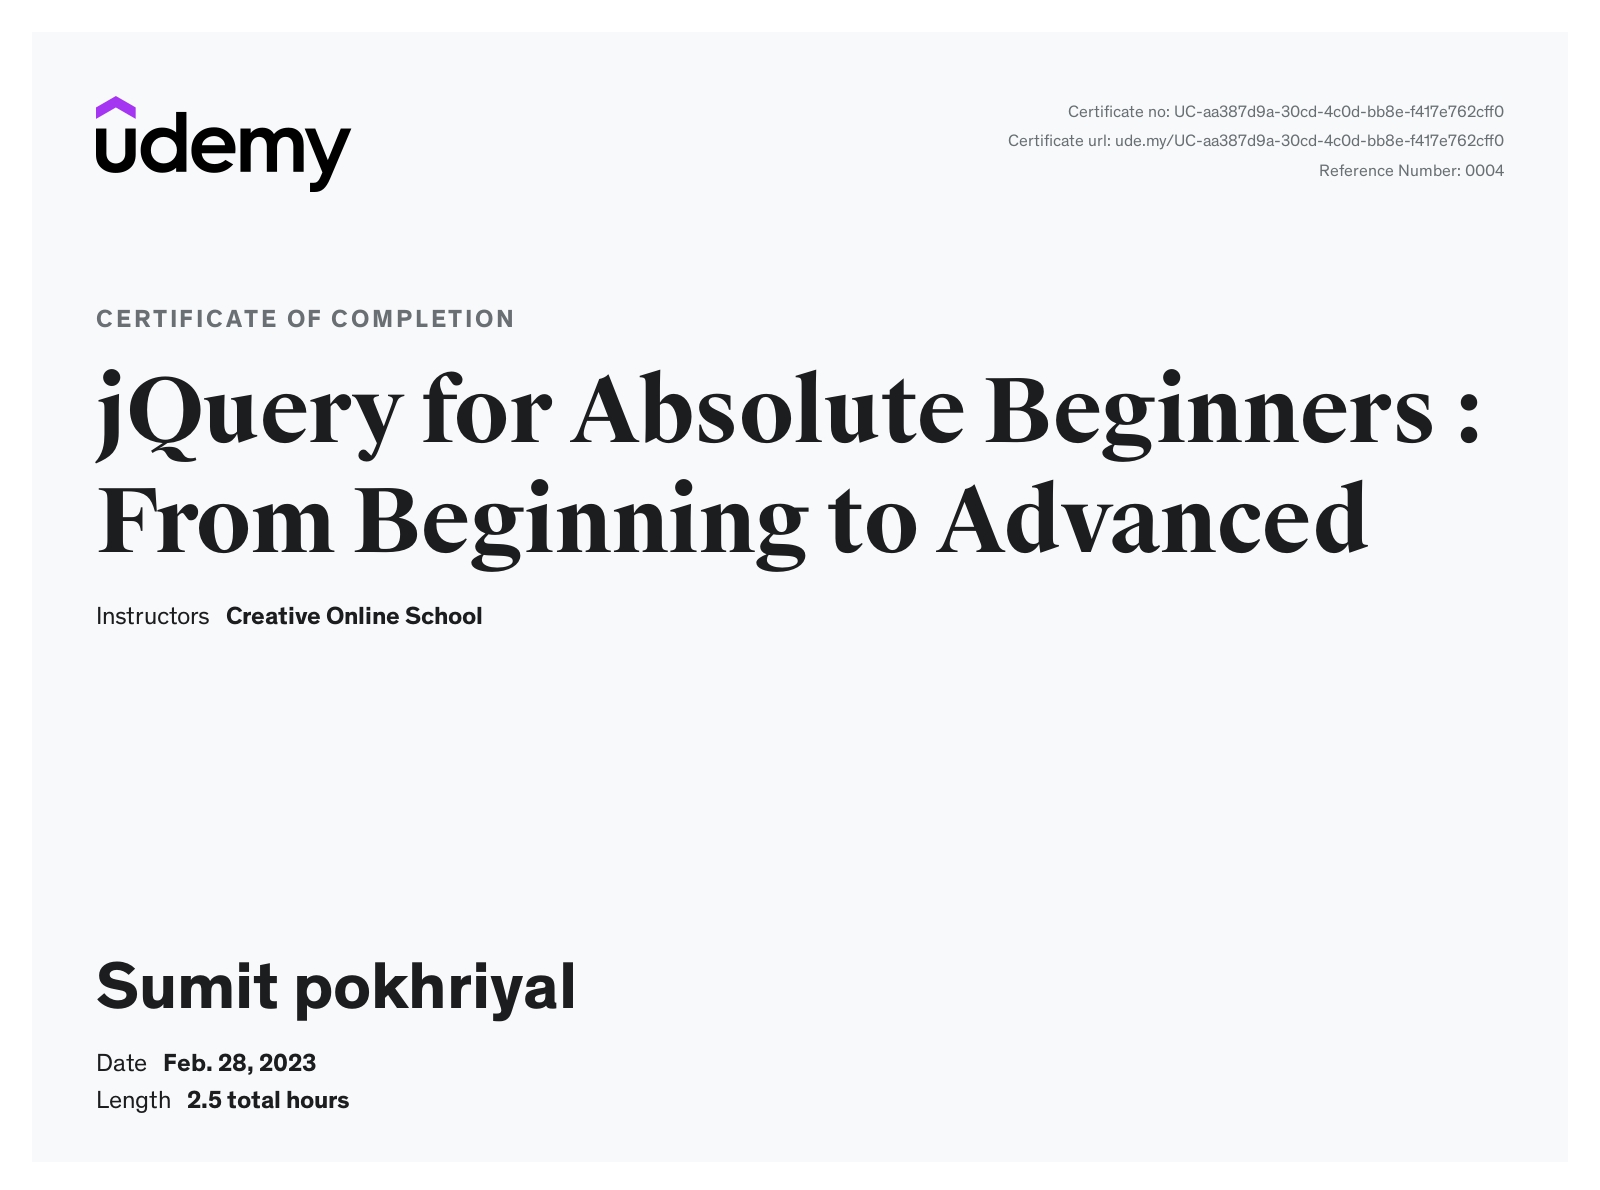 udemy
Certificate no: UC-aa387d9a-30cd-4c0d-bb8e-f417e762cff0
Certificate url: ude.my/UC-aa387d9a-30cd-4c0d-bb8e-f417e762cff0
Reference Number: 0004
CERTIFICATE OF COMPLETION
jQuery for Absolute Beginners :
From Beginning to Advanced
Instructors Creative Online School
Sumit pokhriyal
Date Feb. 28, 2023
Length 2.5 total hours